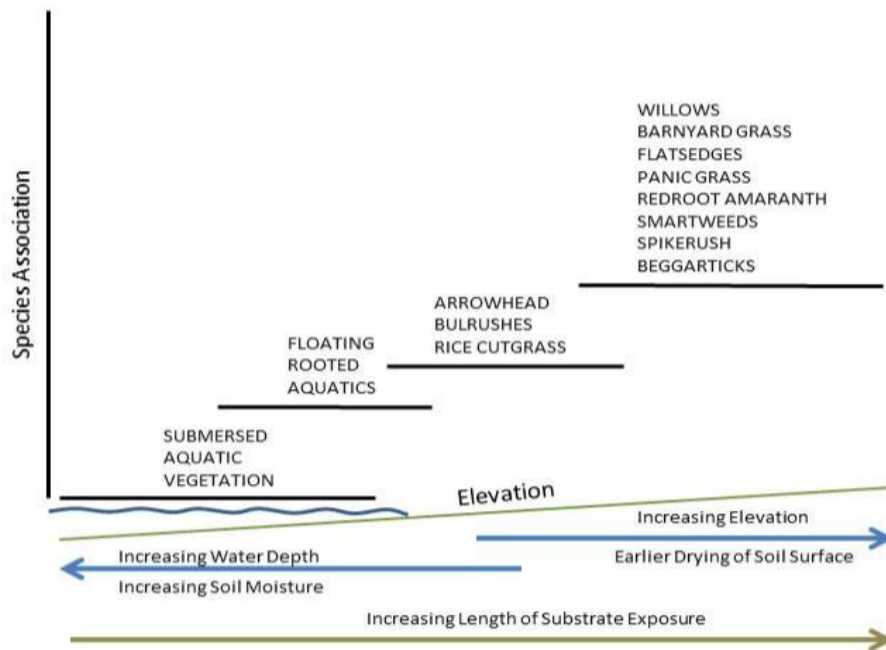 Species Association
WILLOWS
BARNYARD GRASS
FLATSEDGES
PANIC GRASS
REDROOT AMARANTH
SMARTWEEDS
SPIKERUSH
BEGGARTICKS
ARROWHEAD
BULRUSHES
RICE CUTGRASS
FLOATING
ROOTED
AQUATICS
SUBMERSED
AQUATIC
VEGETATION
Elevation
Increasing Elevation
Increasing Water Depth
Earlier Drying of Soil Surface
Increasing Soil Moisture
Increasing Length of Substrate Exposure